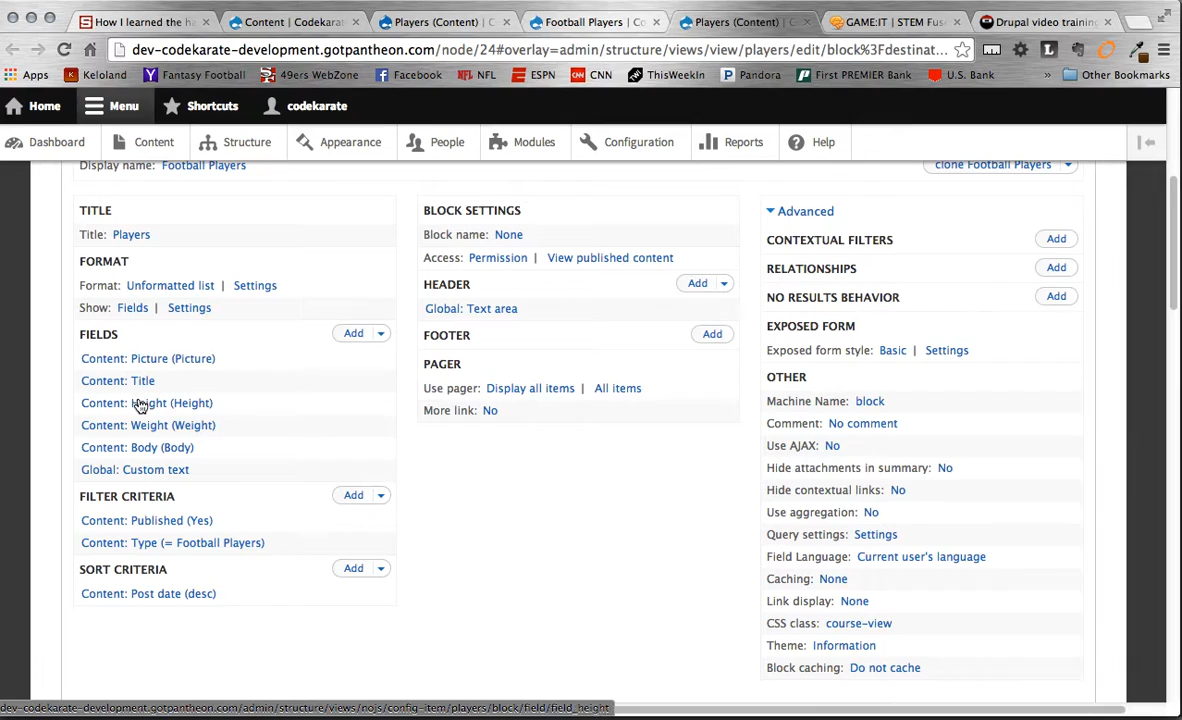 How I learned the ha
Content | Codekarat
Players (Content) | C
Football Players | Co
Players (Content) | C
GAME:IT | STEM Fus
Drupal video training
dev-codekarate-development.gotpantheon.com/node/24#overlay=admin/structure/views/view/players/edit/block%3Fdestinat...
Apps Keloland Fantasy Football 49ers WebZone Facebook NFL ESPN CNN ThisWeekIn Pandora First PREMIER Bank U.S. Bank » Other Bookmarks
Home Menu Shortcuts codekarate
Dashboard Content Structure Appearance People Modules Configuration Reports Help
Display name: Football Players
clone Football Players
TITLE
Title: Players
FORMAT
Format: Unformatted list | Settings
Show: Fields | Settings
FIELDS
Add
Content: Picture (Picture)
Content: Title
Content: Height (Height)
Content: Weight (Weight)
Content: Body (Body)
Global: Custom text
FILTER CRITERIA
Add
Content: Published (Yes)
Content: Type (= Football Players)
SORT CRITERIA
Add
Content: Post date (desc)
BLOCK SETTINGS
Block name: None
Access: Permission | View published content
HEADER
Add
Global: Text area
FOOTER
Add
PAGER
Use pager: Display all items | All items
More link: No
Advanced
CONTEXTUAL FILTERS
Add
RELATIONSHIPS
Add
NO RESULTS BEHAVIOR
Add
EXPOSED FORM
Exposed form style: Basic | Settings
OTHER
Machine Name: block
Comment: No comment
Use AJAX: No
Hide attachments in summary: No
Hide contextual links: No
Use aggregation: No
Query settings: Settings
Field Language: Current user's language
Caching: None
Link display: None
CSS class: course-view
Theme: Information
Block caching: Do not cache
dev-codekarate-development.gotpantheon.com/admin/structure/views/nojs/config-item/players/block/field/field_height